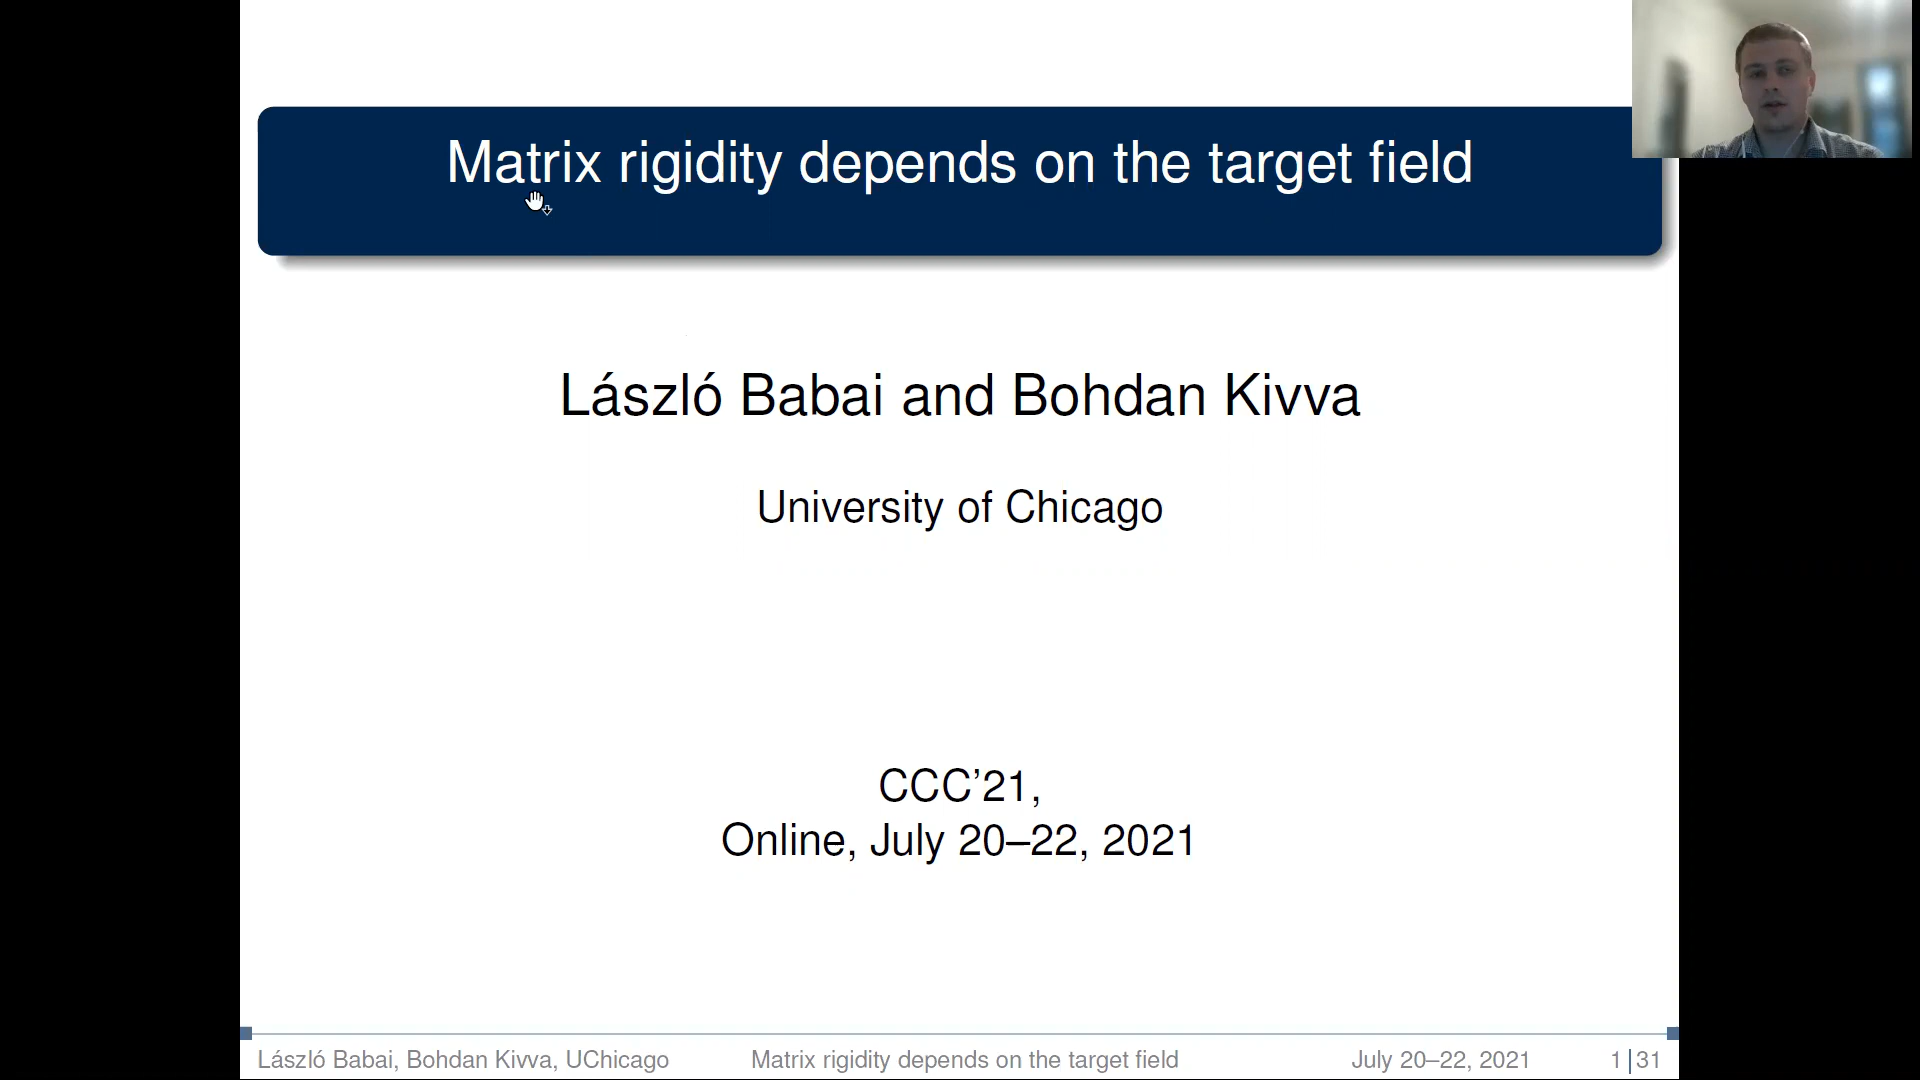 Matrix rigidity depends on the target field
László Babai and Bohdan Kivva
University of Chicago
CCC’21,
Online, July 20–22, 2021
László Babai, Bohdan Kivva, UChicago Matrix rigidity depends on the target field July 20–22, 2021 1|31